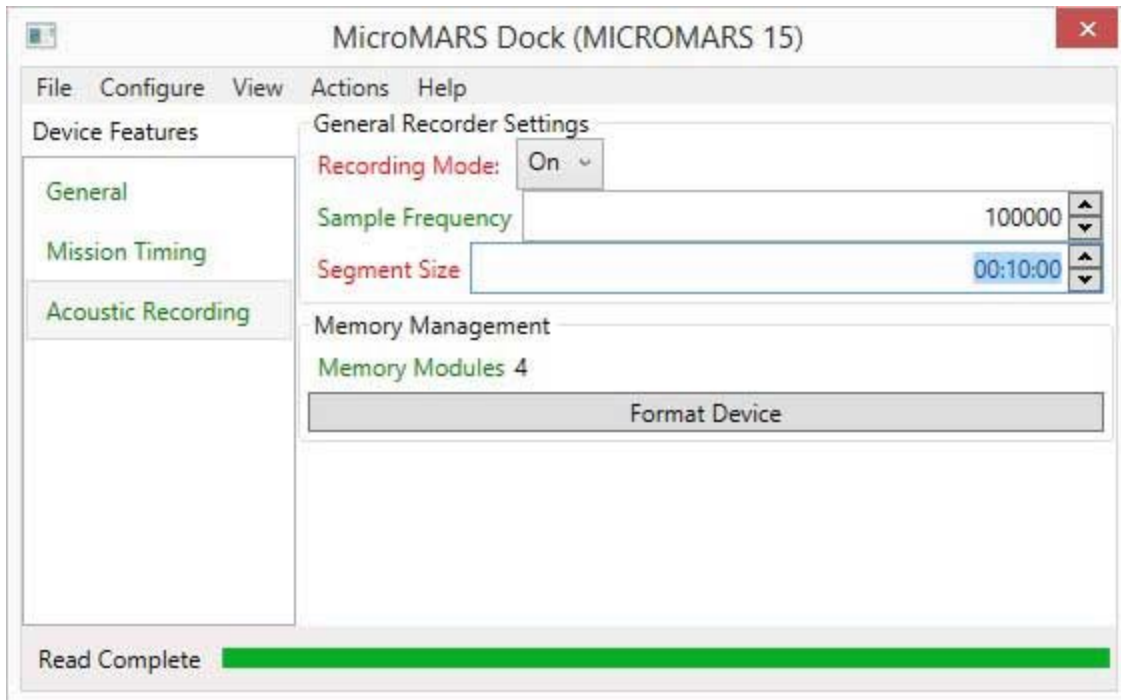 MicroMARS Dock (MICROMARS 15)
File Configure View Actions Help
Device Features
General
Mission Timing
Acoustic Recording
General Recorder Settings
Recording Mode: On
Sample Frequency 100000
Segment Size 00:10:00
Memory Management
Memory Modules 4
Format Device
Read Complete